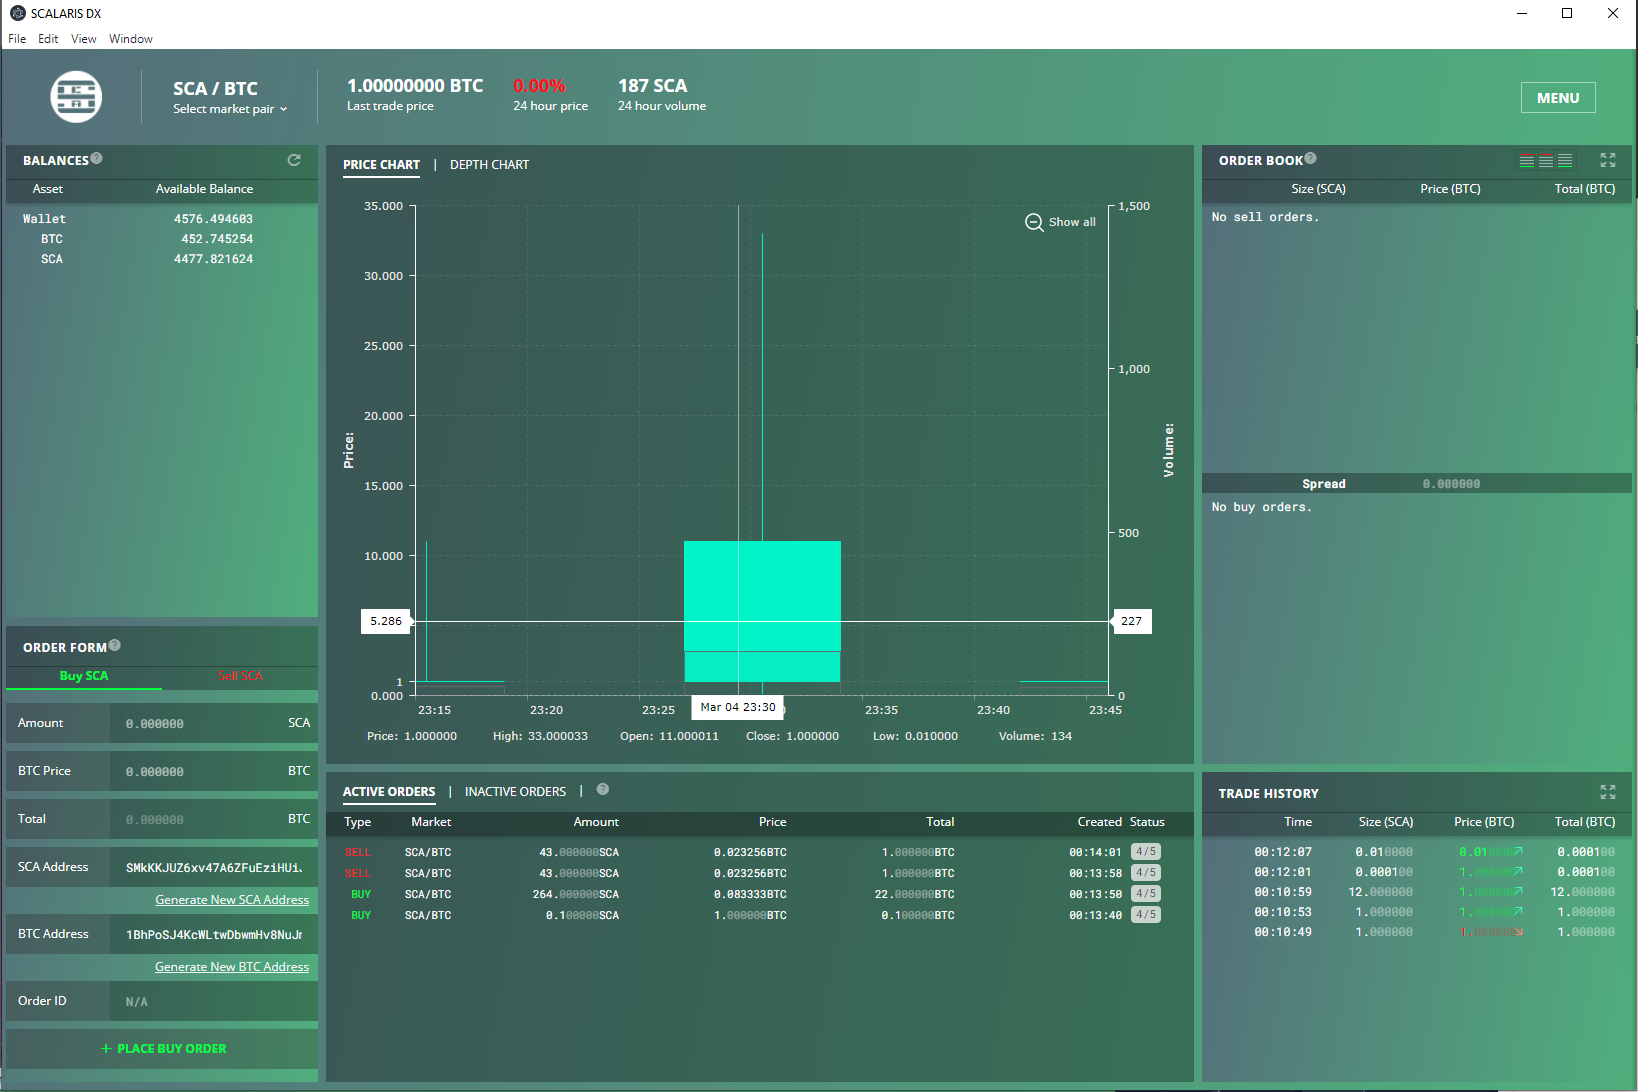 SCALARIS DX
File Edit View Window
SCA / BTC
Select market pair
1.00000000 BTC
Last trade price
0.00%
24 hour price
187 SCA
24 hour volume
MENU
BALANCES
Asset Available Balance
Wallet 4576.494603
BTC 452.745254
SCA 4477.821624
ORDER FORM
Buy SCA Sell SCA
Amount 0.000000 SCA
BTC Price 0.000000 BTC
Total 0.000000 BTC
SCA Address SMkKKJUZ6xv47A6ZFuEziHUi
Generate New SCA Address
BTC Address 1BhPoSJ4KcWLtwDbwmHv8NuJ
Generate New BTC Address
Order ID N/A
+ PLACE BUY ORDER
PRICE CHART | DEPTH CHART
Show all
35.000
30.000
25.000
20.000
15.000
10.000
5.286
1
0.000
Price:
1,500
1,000
500
227
0
Volume:
23:15 23:20 23:25 Mar 04 23:30 23:35 23:40 23:45
Price: 1.000000 High: 33.000033 Open: 11.000011 Close: 1.000000 Low: 0.010000 Volume: 134
ACTIVE ORDERS | INACTIVE ORDERS |
Type Market Amount Price Total Created Status
SELL SCA/BTC 43.000000SCA 0.023256BTC 1.000000BTC 00:14:01 4/5
SELL SCA/BTC 43.000000SCA 0.023256BTC 1.000000BTC 00:13:58 4/5
BUY SCA/BTC 264.000000SCA 0.083333BTC 22.000000BTC 00:13:50 4/5
BUY SCA/BTC 0.100000SCA 1.000000BTC 0.100000BTC 00:13:40 4/5
ORDER BOOK
Size (SCA) Price (BTC) Total (BTC)
No sell orders.
Spread 0.000000
No buy orders.
TRADE HISTORY
Time Size (SCA) Price (BTC) Total (BTC)
00:12:07 0.010000 0.010000 0.000100
00:12:01 0.000100 1.000000 0.000100
00:10:59 12.000000 1.000000 12.000000
00:10:53 1.000000 1.000000 1.000000
00:10:49 1.000000 1.000000 1.000000